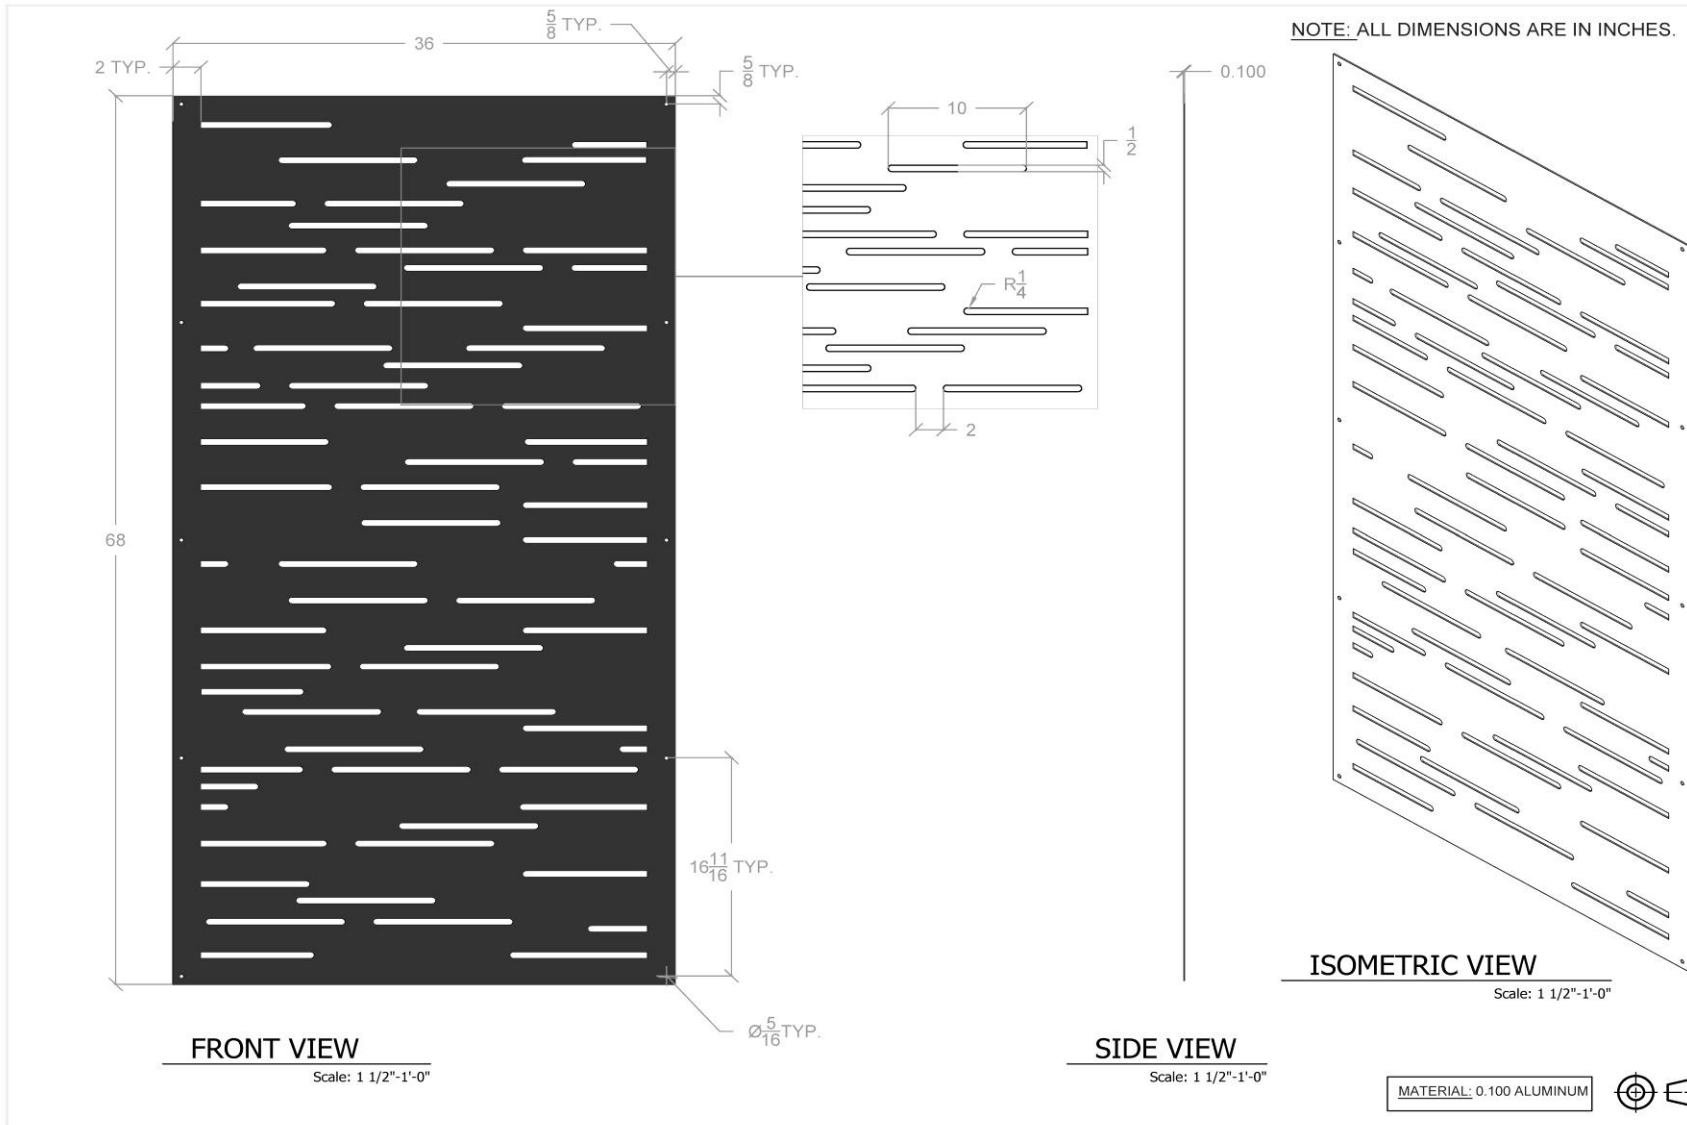 NOTE: ALL DIMENSIONS ARE IN INCHES.
5/8 TYP.
36
2 TYP.
5/8 TYP.
0.100
10
1/2
R1/4
2
68
16 11/16 TYP.
Ø5/16 TYP.
FRONT VIEW
Scale: 1 1/2"-1'-0"
SIDE VIEW
Scale: 1 1/2"-1'-0"
ISOMETRIC VIEW
Scale: 1 1/2"-1'-0"
MATERIAL: 0.100 ALUMINUM